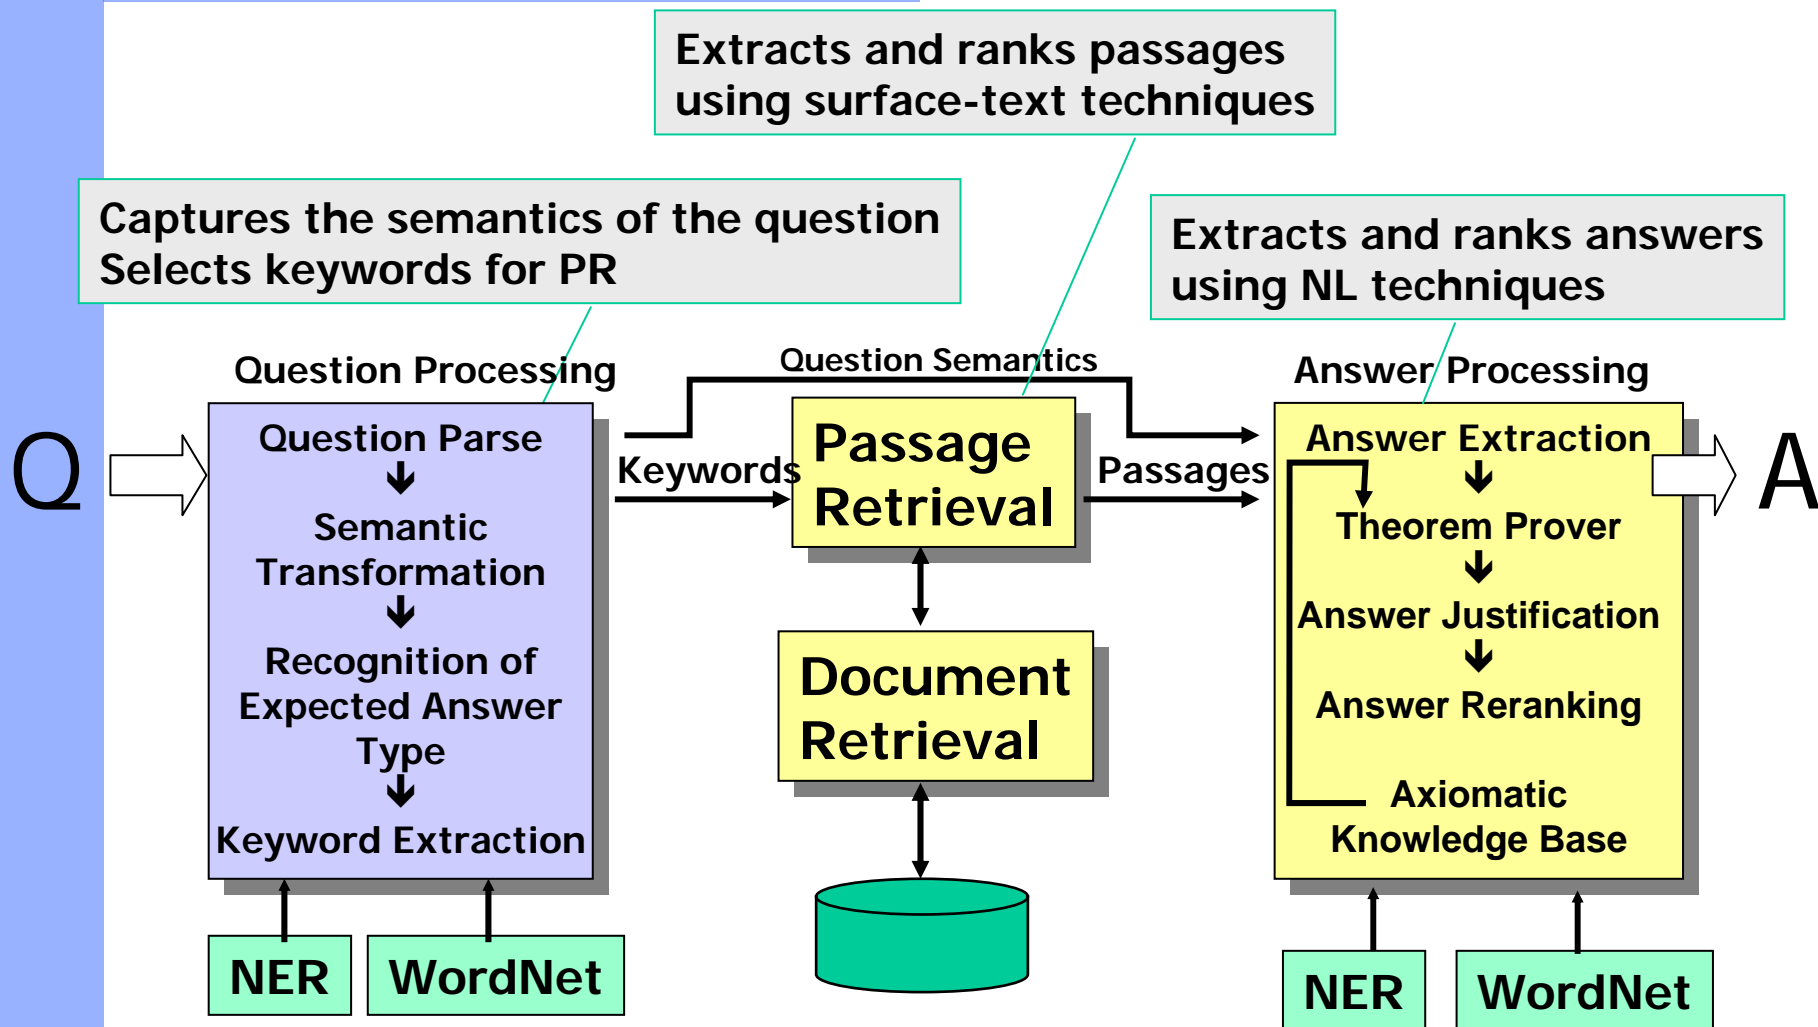 Extracts and ranks passages
using surface-text techniques
Captures the semantics of the question
Selects keywords for PR
Extracts and ranks answers
using NL techniques
Question Processing
Question Semantics
Answer Processing
Q
Question Parse
Semantic
Transformation
Recognition of
Expected Answer
Type
Keyword Extraction
Keywords
Passage
Retrieval
Passages
Document
Retrieval
Answer Extraction
Theorem Prover
Answer Justification
Answer Reranking
Axiomatic
Knowledge Base
A
NER
WordNet
NER
WordNet